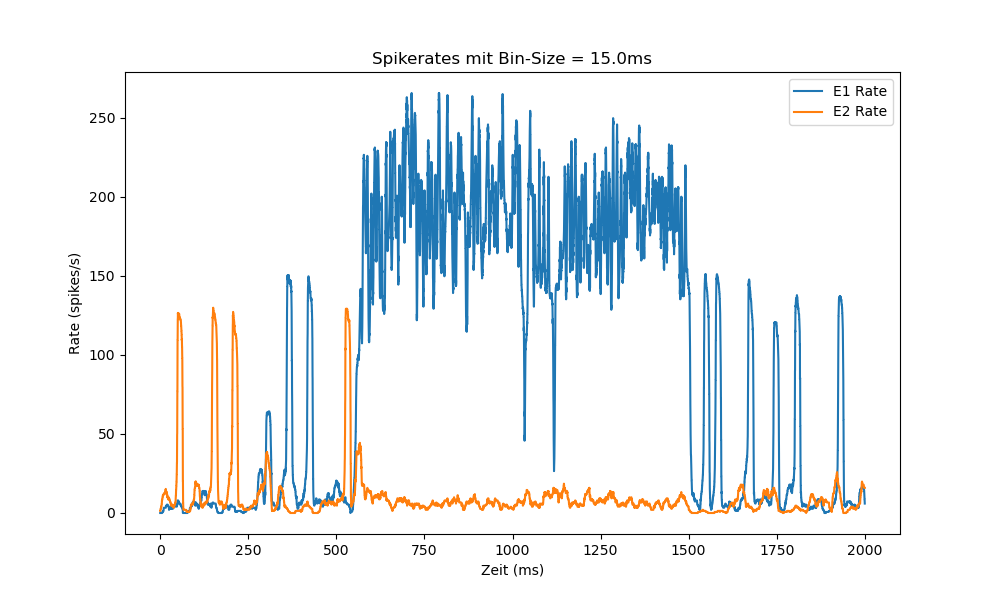 Spikerates mit Bin-Size = 15.0ms
E1 Rate
E2 Rate
Rate (spikes/s)
250
200
150
100
50
0
0 250 500 750 1000 1250 1500 1750 2000
Zeit (ms)